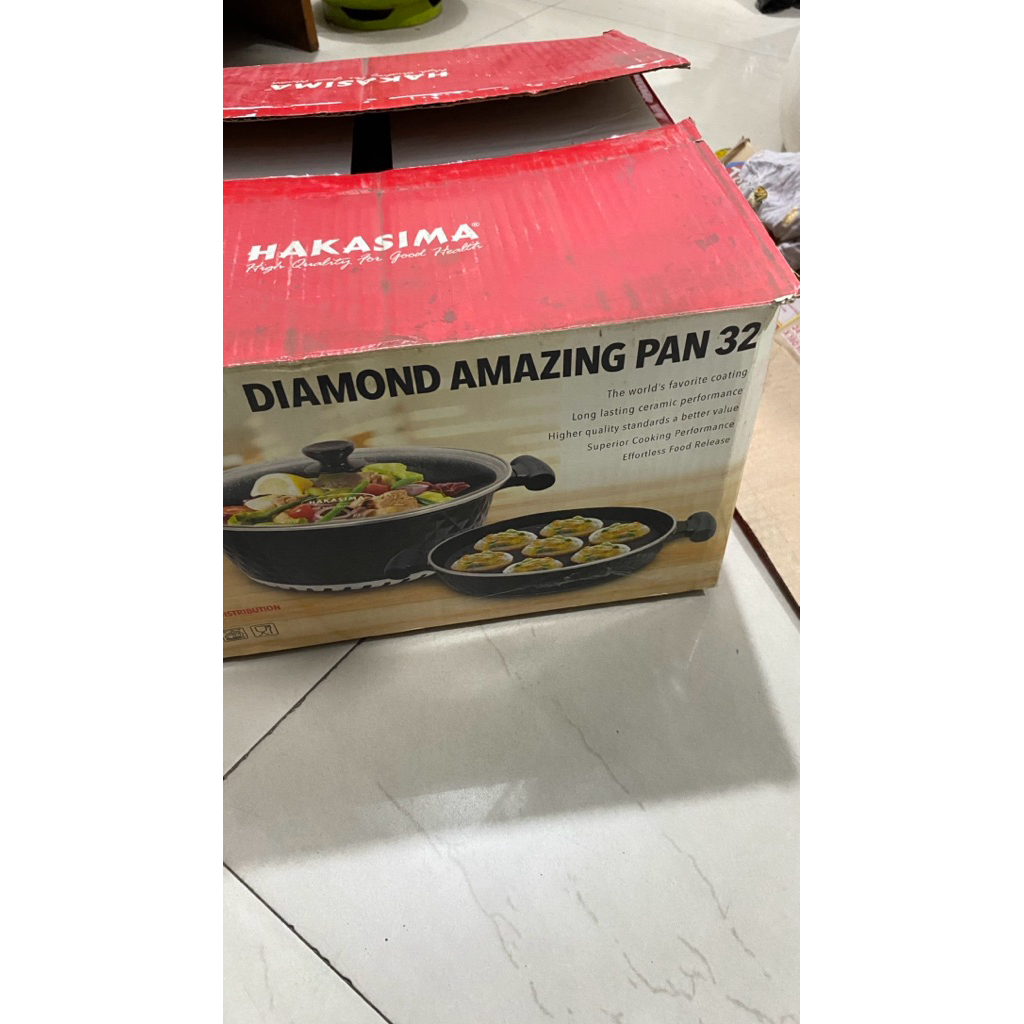 HAKASIMA
HAKASIMA®
High Quality For Good Health
DIAMOND AMAZING PAN 32
The world's favorite coating
Long lasting ceramic performance
Higher quality standards a better value
Superior Cooking Performance
Effortless Food Release
HAKASIMA